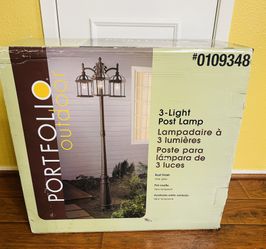 #0109348
PORTFOLIO
outdoor
3-Light
Post Lamp
Lampadaire à
3 lumières
Poste para
lámpara de
3 luces